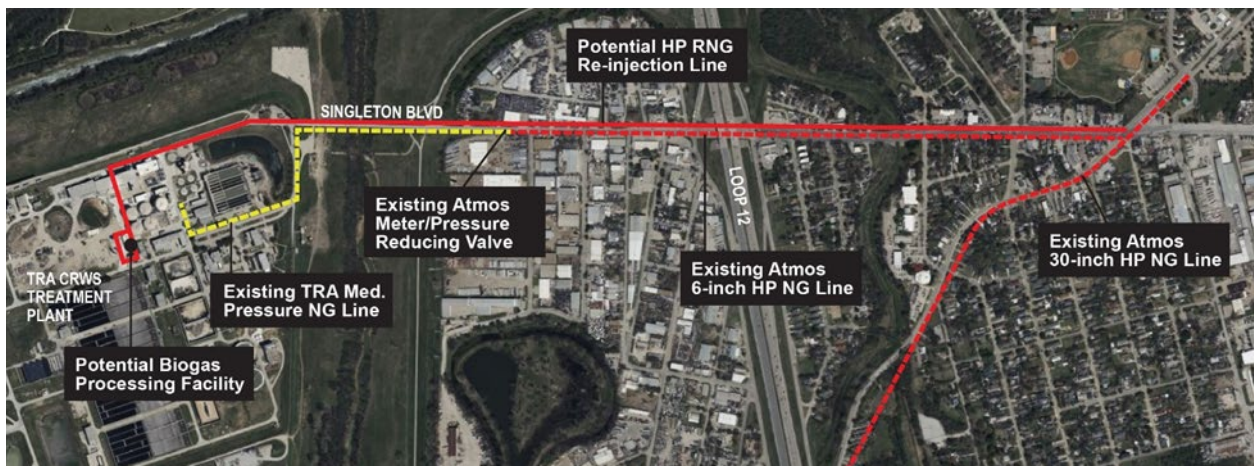 Potential HP RNG
Re-injection Line
SINGLETON BLVD
LOOP 12
Existing Atmos
Meter/Pressure
Reducing Valve
Existing Atmos
6-inch HP NG Line
Existing Atmos
30-inch HP NG Line
TRA CRWS
TREATMENT
PLANT
Existing TRA Med.
Pressure NG Line
Potential Biogas
Processing Facility